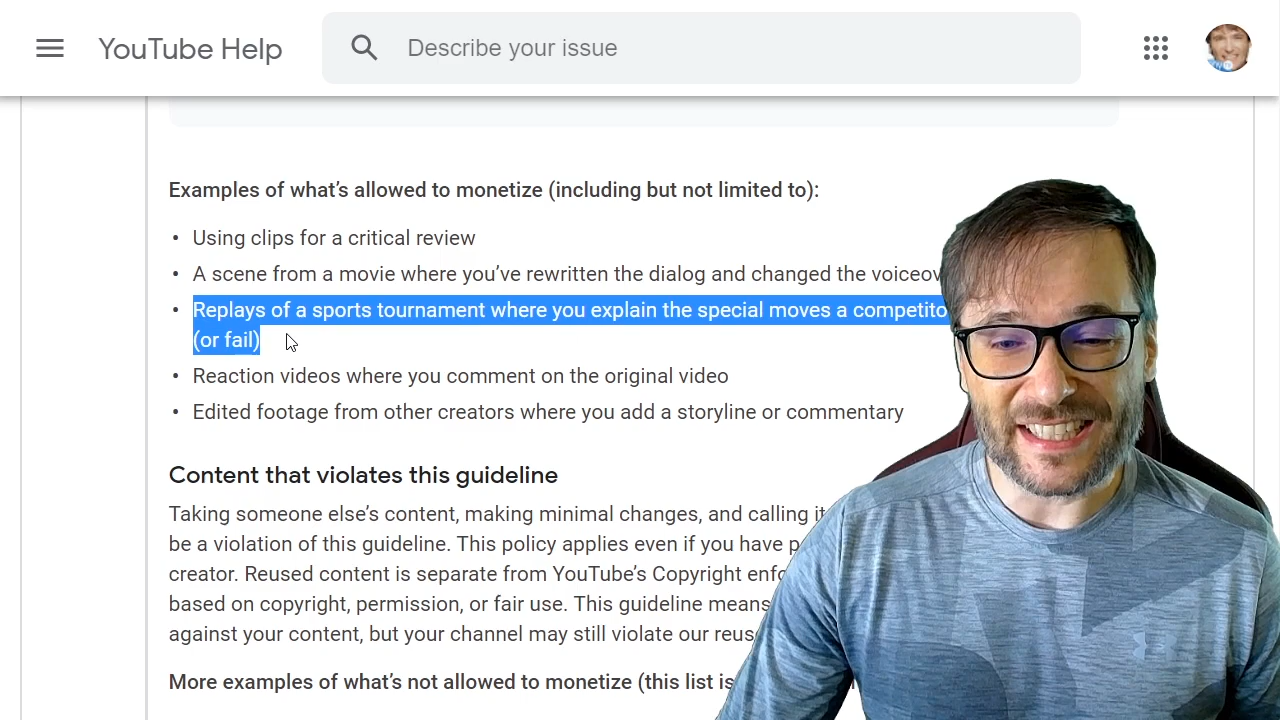 YouTube Help
Describe your issue
Examples of what's allowed to monetize (including but not limited to):
• Using clips for a critical review
• A scene from a movie where you've rewritten the dialog and changed the
• Replays of a sports tournament where you explain the special moves a
(or fail)
• Reaction videos where you comment on the original video
• Edited footage from other creators where you add a storyline or commentary
Content that violates this guideline
Taking someone else's content, making minimal changes, and calling it
be a violation of this guideline. This policy applies even if you have
creator. Reused content is separate from YouTube's Copyright
based on copyright, permission, or fair use. This guideline means
against your content, but your channel may still violate our
More examples of what's not allowed to monetize (this list is